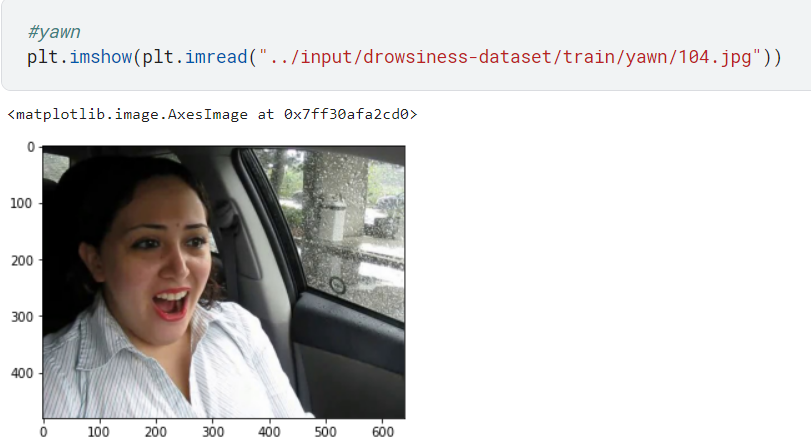 #yawn
plt.imshow(plt.imread("../input/drowsiness-dataset/train/yawn/104.jpg"))
<matplotlib.image.AxesImage at 0x7ff30afa2cd0>
0
100
200
300
400
0 100 200 300 400 500 600